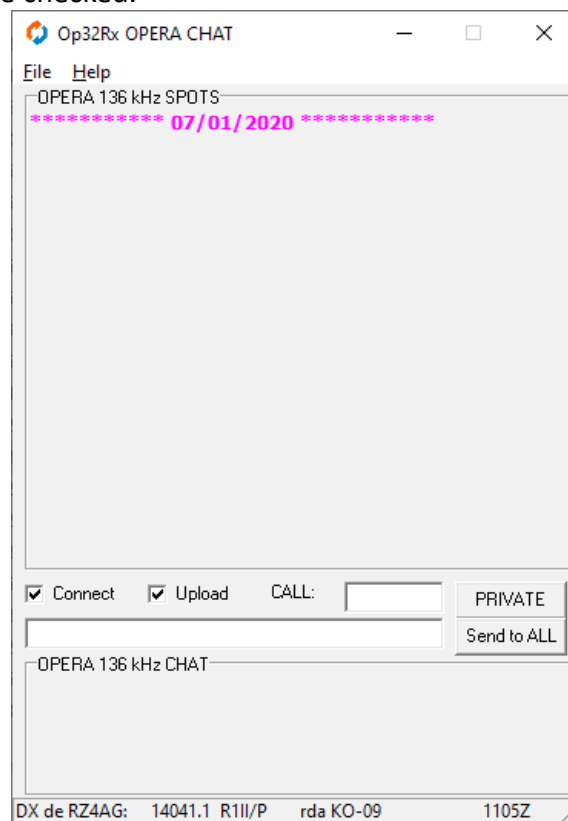 e checked.
Op32Rx OPERA CHAT
File Help
OPERA 136 kHz SPOTS
*********** 07/01/2020 ***********
Connect Upload CALL: PRIVATE
Send to ALL
OPERA 136 kHz CHAT
DX de RZ4AG: 14041.1 R1II/P rda KO-09 1105Z